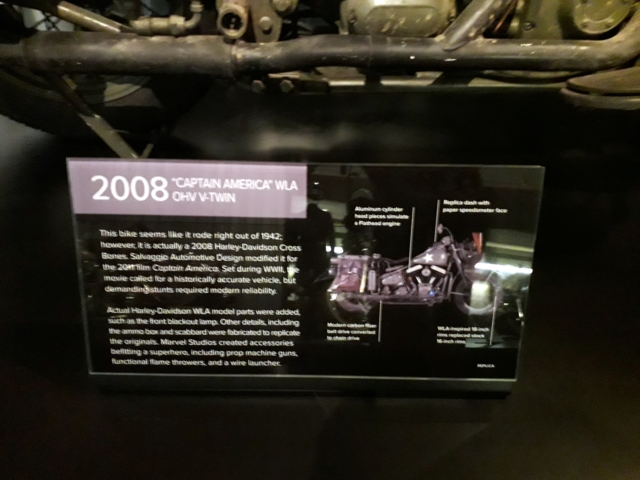 2008 "CAPTAIN AMERICA" WLA
OHV V-TWIN
This bike seems like it rode right out of 1942;
however, it is actually a 2008 Harley-Davidson Cross
Bones. Salvaggio Automotive Design modified it for
the 2011 film Captain America. Set during WWII, the
movie called for a historically accurate vehicle, but
demanding stunts required modern reliability.
Actual Harley-Davidson WLA model parts were added,
such as the front blackout lamp. Other details, including
the ammo box and scabbard were fabricated to replicate
the originals. Marvel Studios created accessories
befitting a superhero, including prop machine guns,
functional flame throwers, and a wire launcher.
Aluminum cylinder
head pieces simulate
a Flathead engine
Replica dash with
paper speedometer face
Modern carbon fiber
belt drive converted
to chain drive
WLA-inspired 18-inch
rims replaced stock
16-inch rims
REPLICA